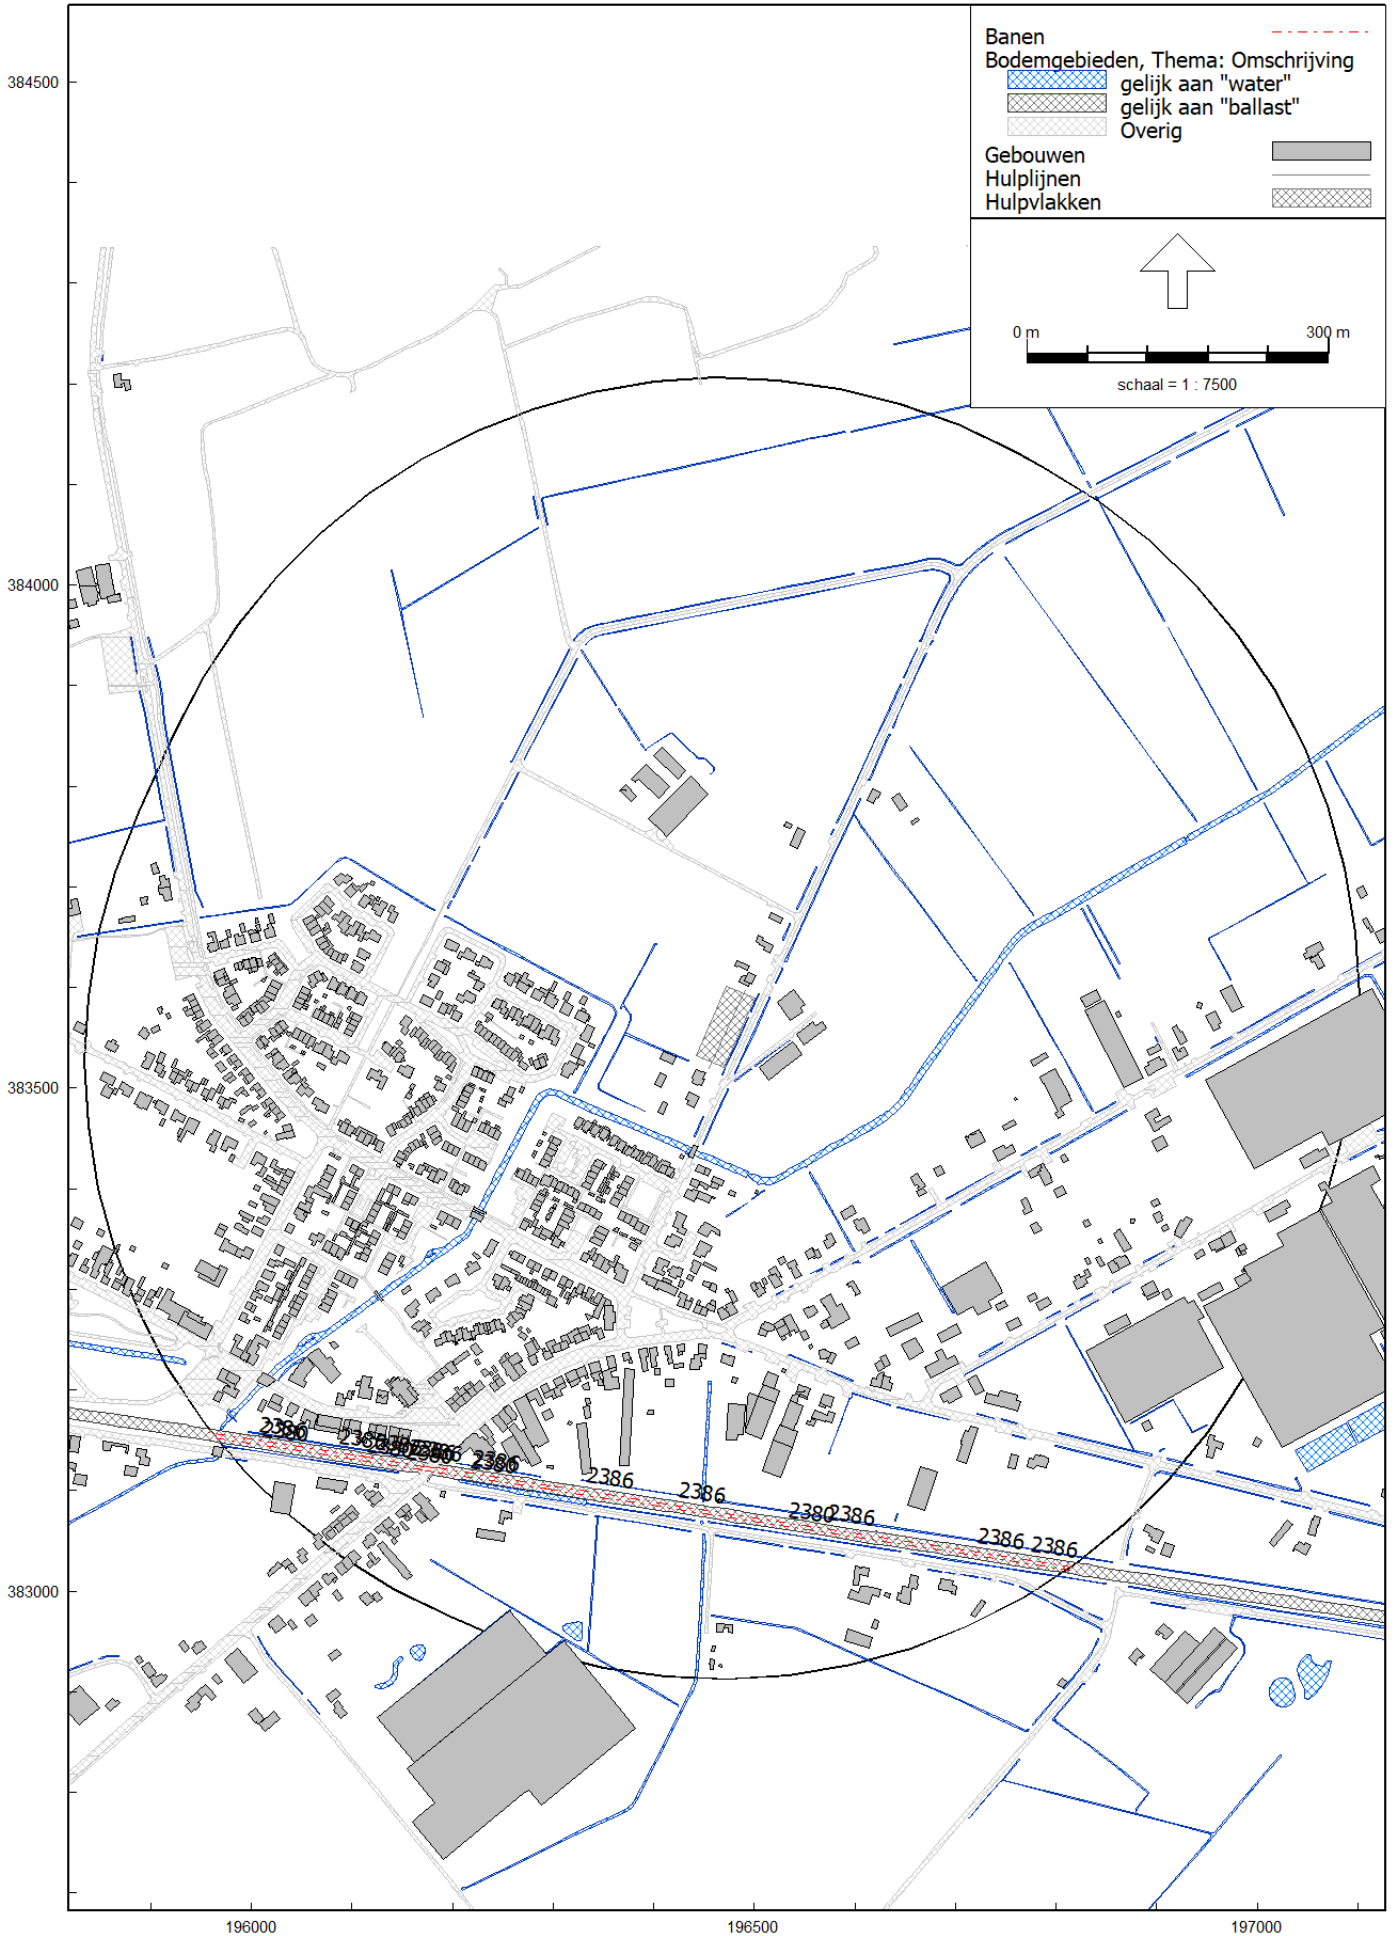 Banen
Bodemgebieden, Thema: Omschrijving
gelijk aan "water"
gelijk aan "ballast"
Overig
Gebouwen
Hulplijnen
Hulpvlakken
0 m 300 m
schaal = 1 : 7500
384500
384000
383500
383000
2386
2386
2386
2386
2380 2386
2386 2386
196000 196500 197000